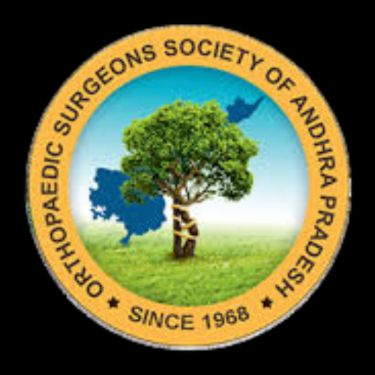 ORTHOPAEDIC SURGEONS SOCIETY OF ANDHRA PRADESH
SINCE 1968